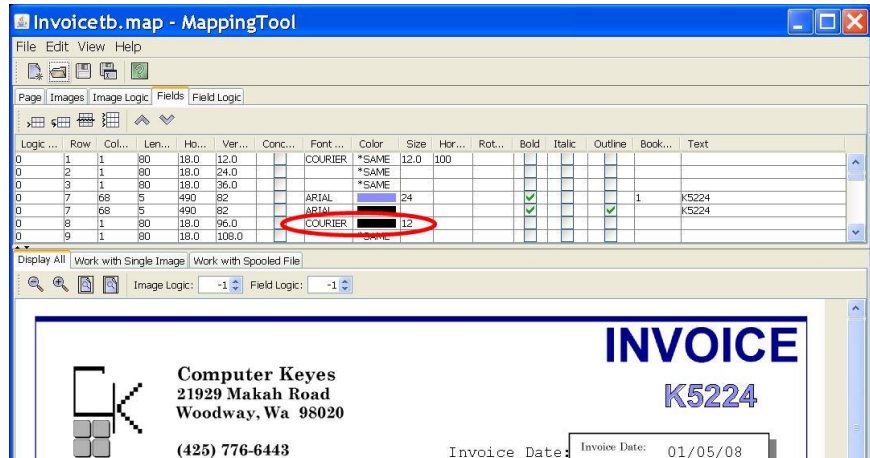 Invoicetb.map - MappingTool
File Edit View Help
Page Images Image Logic Fields Field Logic
Logic ... Row Col... Len... Ho... Ver... Conc... Font ... Color Size Hor... Rot... Bold Italic Outline Book... Text
0 1 1 80 18.0 12.0 COURIER *SAME 12.0 100
0 2 1 80 18.0 24.0 *SAME
0 3 1 80 18.0 36.0 *SAME
0 7 68 5 490 82 ARIAL 24 1 K5224
0 7 68 5 490 82 ARIAL K5224
0 8 1 80 18.0 96.0 COURIER 12
0 9 1 80 18.0 108.0 *SAME
Display All Work with Single Image Work with Spooled File
Image Logic: -1 Field Logic: -1
INVOICE
Computer Keyes
21929 Makah Road
Woodway, Wa 98020
K5224
(425) 776-6443
Invoice Date: Invoice Date: 01/05/08